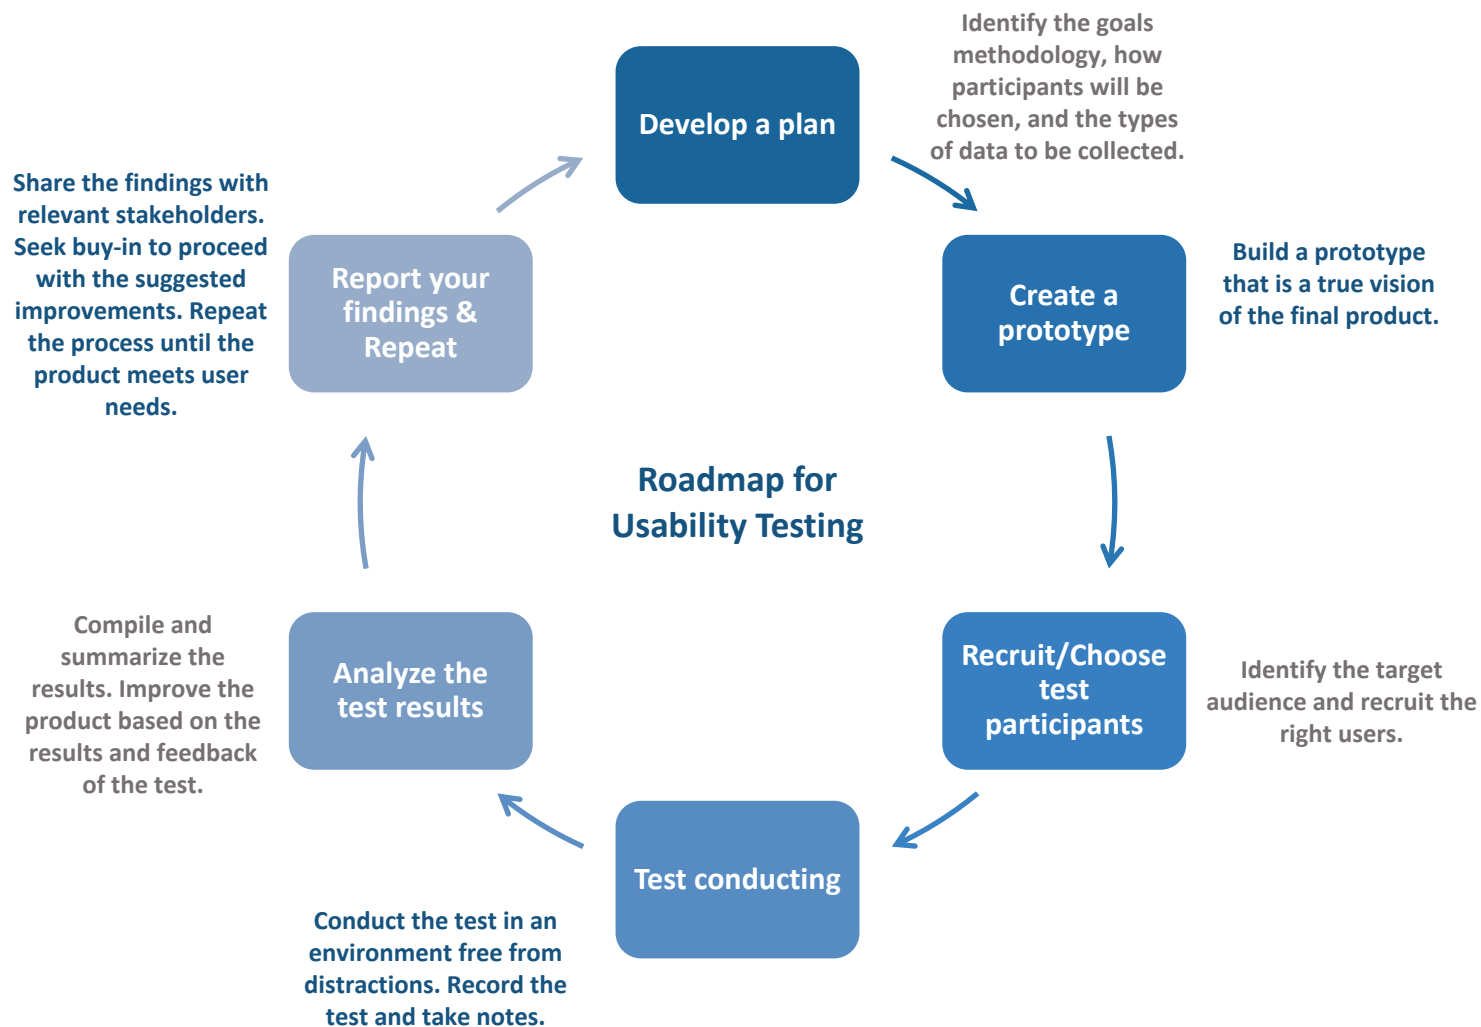 Develop a plan
Identify the goals
methodology, how
participants will be
chosen, and the types
of data to be collected.
Create a
prototype
Build a prototype
that is a true vision
of the final product.
Recruit/Choose
test
participants
Identify the target
audience and recruit the
right users.
Test conducting
Conduct the test in an
environment free from
distractions. Record the
test and take notes.
Analyze the
test results
Compile and
summarize the
results. Improve the
product based on the
results and feedback
of the test.
Report your
findings &
Repeat
Share the findings with
relevant stakeholders.
Seek buy-in to proceed
with the suggested
improvements. Repeat
the process until the
product meets user
needs.
Roadmap for
Usability Testing